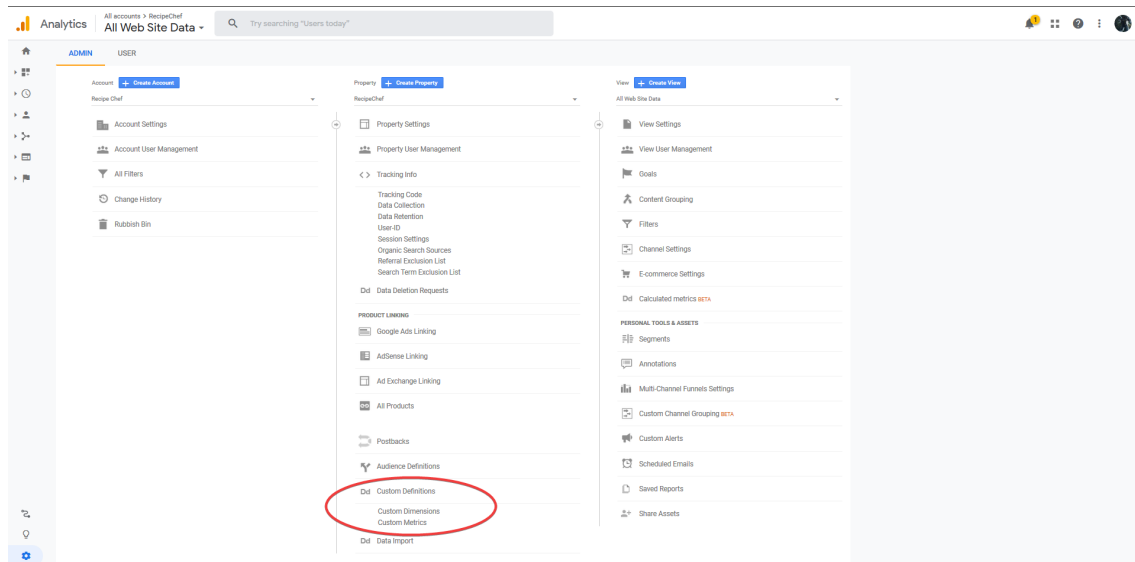 Analytics
All accounts > RecipeChef
All Web Site Data
Try searching "Users today"
1
ADMIN USER
Account + Create Account
Recipe Chef
Account Settings
Account User Management
All Filters
Change History
Rubbish Bin
Property + Create Property
RecipeChef
Property Settings
Property User Management
Tracking Info
Tracking Code
Data Collection
Data Retention
User-ID
Session Settings
Organic Search Sources
Referral Exclusion List
Search Term Exclusion List
Dd Data Deletion Requests
PRODUCT LINKING
Google Ads Linking
AdSense Linking
Ad Exchange Linking
All Products
Postbacks
Audience Definitions
Dd Custom Definitions
Custom Dimensions
Custom Metrics
Dd Data Import
View + Create View
All Web Site Data
View Settings
View User Management
Goals
Content Grouping
Filters
Channel Settings
E-commerce Settings
Dd Calculated metrics BETA
PERSONAL TOOLS & ASSETS
Segments
Annotations
Multi-Channel Funnels Settings
Custom Channel Grouping BETA
Custom Alerts
Scheduled Emails
Saved Reports
Share Assets